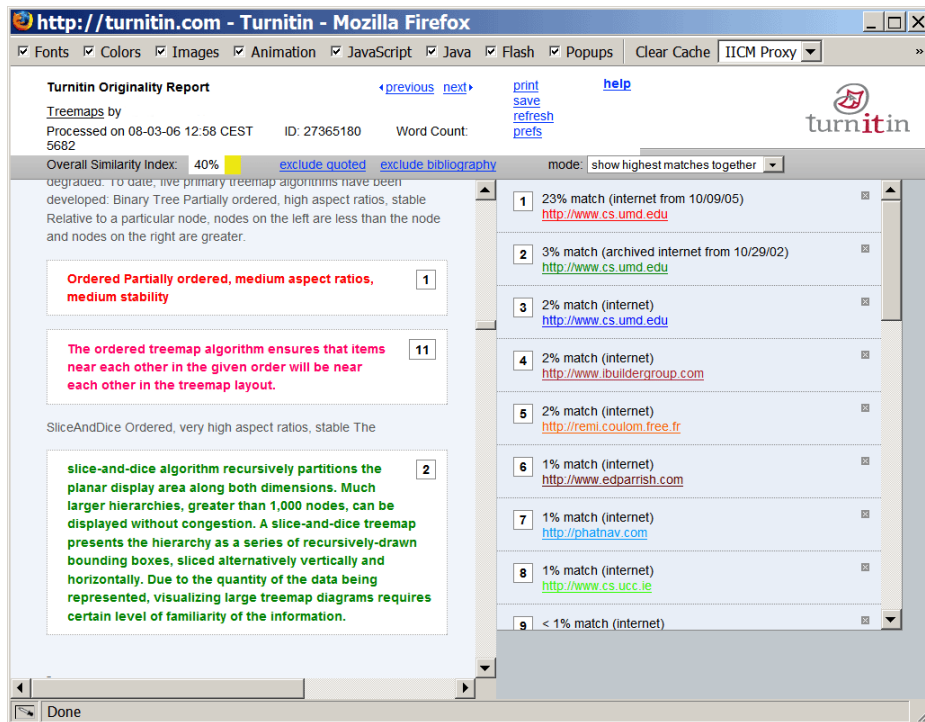 http://turnitin.com - Turnitin - Mozilla Firefox
Fonts Colors Images Animation JavaScript Java Flash Popups Clear Cache IICM Proxy »
Turnitin Originality Report
previous next
print
save
refresh
prefs
help
turnitin
Treemaps by
Processed on 08-03-06 12:58 CEST ID: 27365180 Word Count:
5682
Overall Similarity Index: 40% exclude quoted exclude bibliography mode: show highest matches together
degraded. To date, five primary treemap algorithms have been
developed: Binary Tree Partially ordered, high aspect ratios, stable
Relative to a particular node, nodes on the left are less than the node
and nodes on the right are greater.
Ordered Partially ordered, medium aspect ratios, 1
medium stability
The ordered treemap algorithm ensures that items 11
near each other in the given order will be near
each other in the treemap layout.
SliceAndDice Ordered, very high aspect ratios, stable The
slice-and-dice algorithm recursively partitions the 2
planar display area along both dimensions. Much
larger hierarchies, greater than 1,000 nodes, can be
displayed without congestion. A slice-and-dice treemap
presents the hierarchy as a series of recursively-drawn
bounding boxes, sliced alternatively vertically and
horizontally. Due to the quantity of the data being
represented, visualizing large treemap diagrams requires
certain level of familiarity of the information.
1 23% match (internet from 10/09/05)
http://www.cs.umd.edu
2 3% match (archived internet from 10/29/02)
http://www.cs.umd.edu
3 2% match (internet)
http://www.cs.umd.edu
4 2% match (internet)
http://www.ibuildergroup.com
5 2% match (internet)
http://remi.coulom.free.fr
6 1% match (internet)
http://www.edparrish.com
7 1% match (internet)
http://phatnav.com
8 1% match (internet)
http://www.cs.ucc.ie
9 < 1% match (internet)
Done